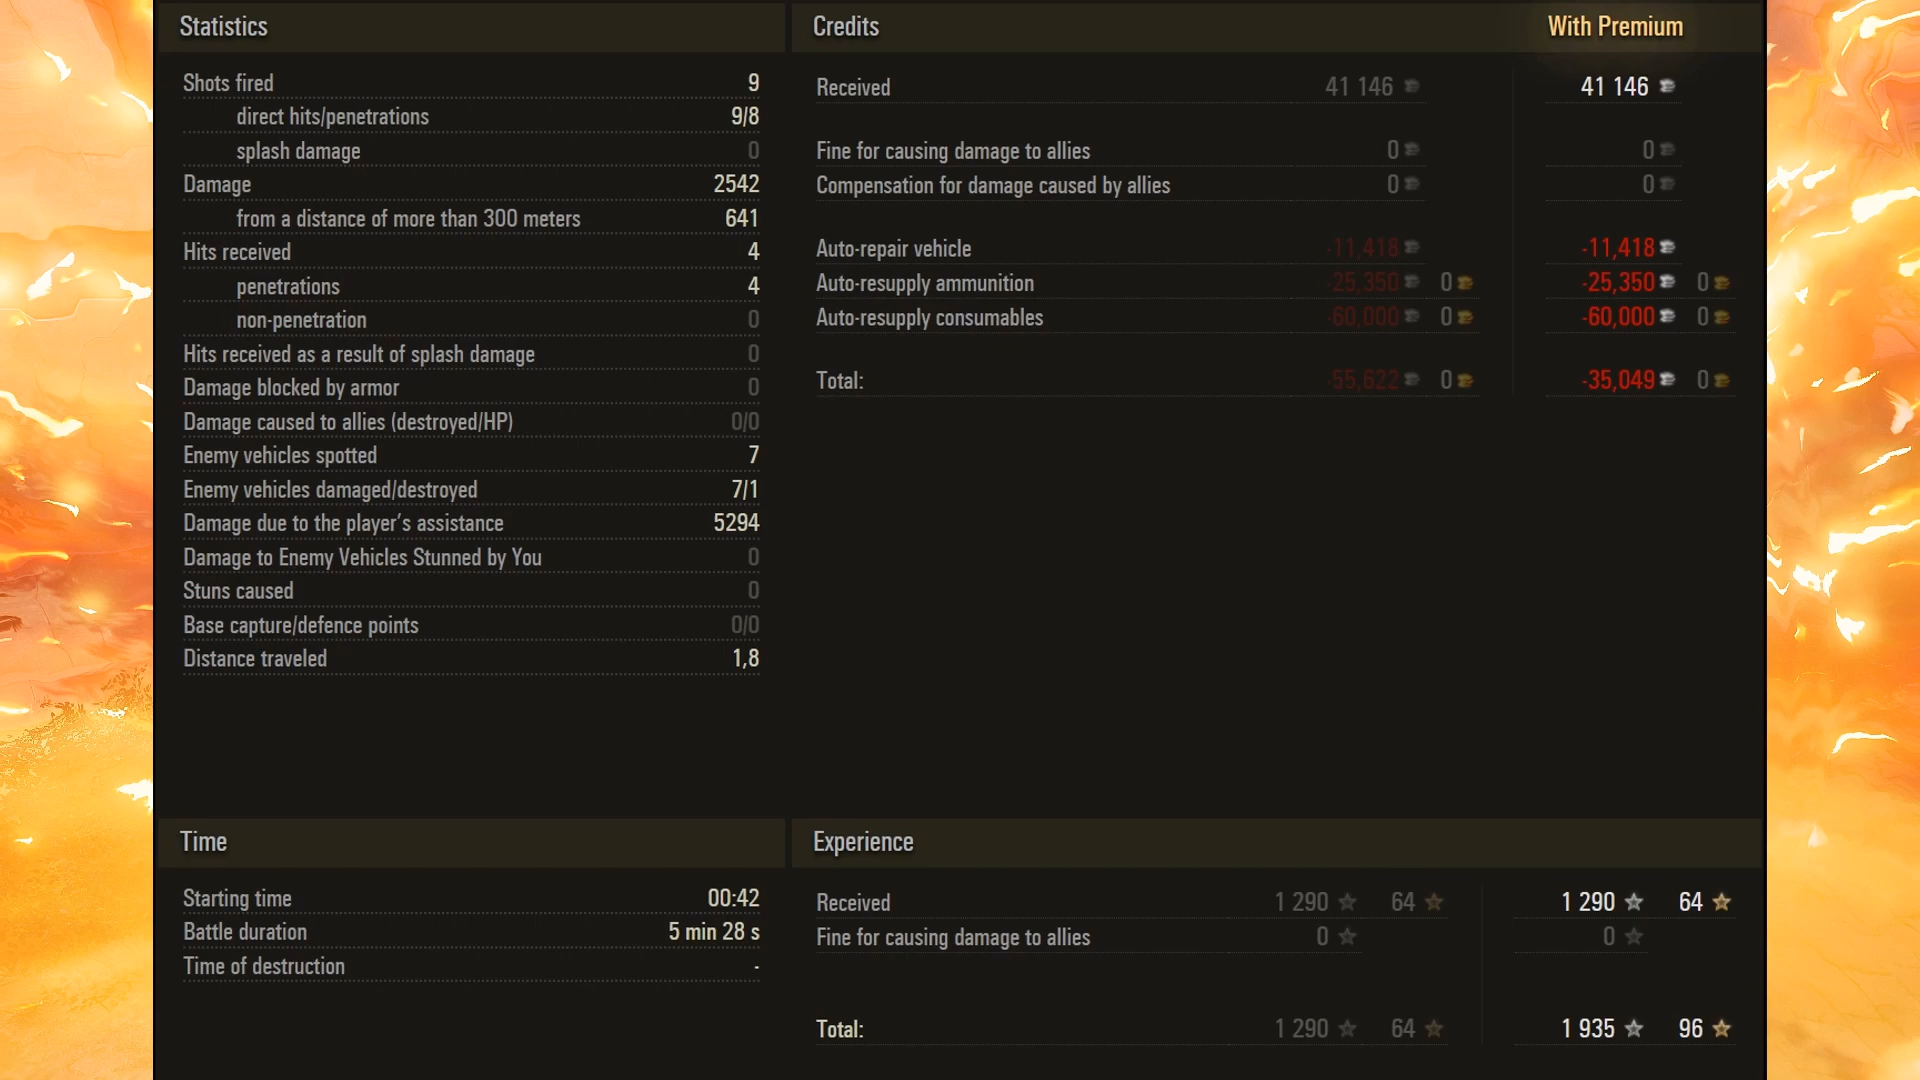 Statistics
Shots fired 9
direct hits/penetrations 9/8
splash damage 0
Damage 2542
from a distance of more than 300 meters 641
Hits received 4
penetrations 4
non-penetration 0
Hits received as a result of splash damage 0
Damage blocked by armor 0
Damage caused to allies (destroyed/HP) 0/0
Enemy vehicles spotted 7
Enemy vehicles damaged/destroyed 7/1
Damage due to the player's assistance 5294
Damage to Enemy Vehicles Stunned by You 0
Stuns caused 0
Base capture/defence points 0/0
Distance traveled 1,8
Credits With Premium
Received 41 146 41 146
Fine for causing damage to allies 0 0
Compensation for damage caused by allies 0 0
Auto-repair vehicle -11,418 -11,418
Auto-resupply ammunition -25,350 0 -25,350 0
Auto-resupply consumables -60,000 0 -60,000 0
Total: -55,622 0 -35,049 0
Time
Starting time 00:42
Battle duration 5 min 28 s
Time of destruction -
Experience
Received 1 290 64 1 290 64
Fine for causing damage to allies 0 0
Total: 1 290 64 1 935 96